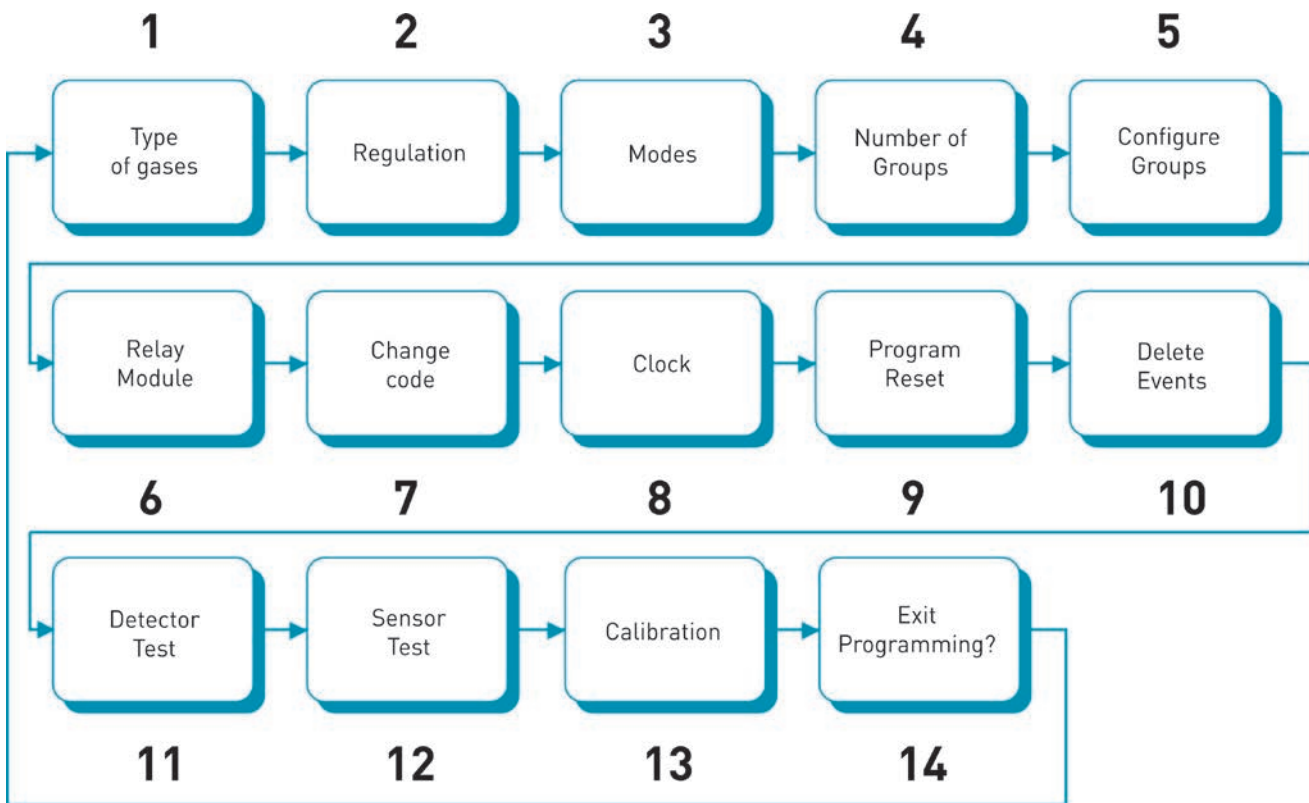 1
2
3
4
5
Type
of gases
Regulation
Modes
Number of
Groups
Configure
Groups
Relay
Module
Change
code
Clock
Program
Reset
Delete
Events
6
7
8
9
10
Detector
Test
Sensor
Test
Calibration
Exit
Programming?
11
12
13
14